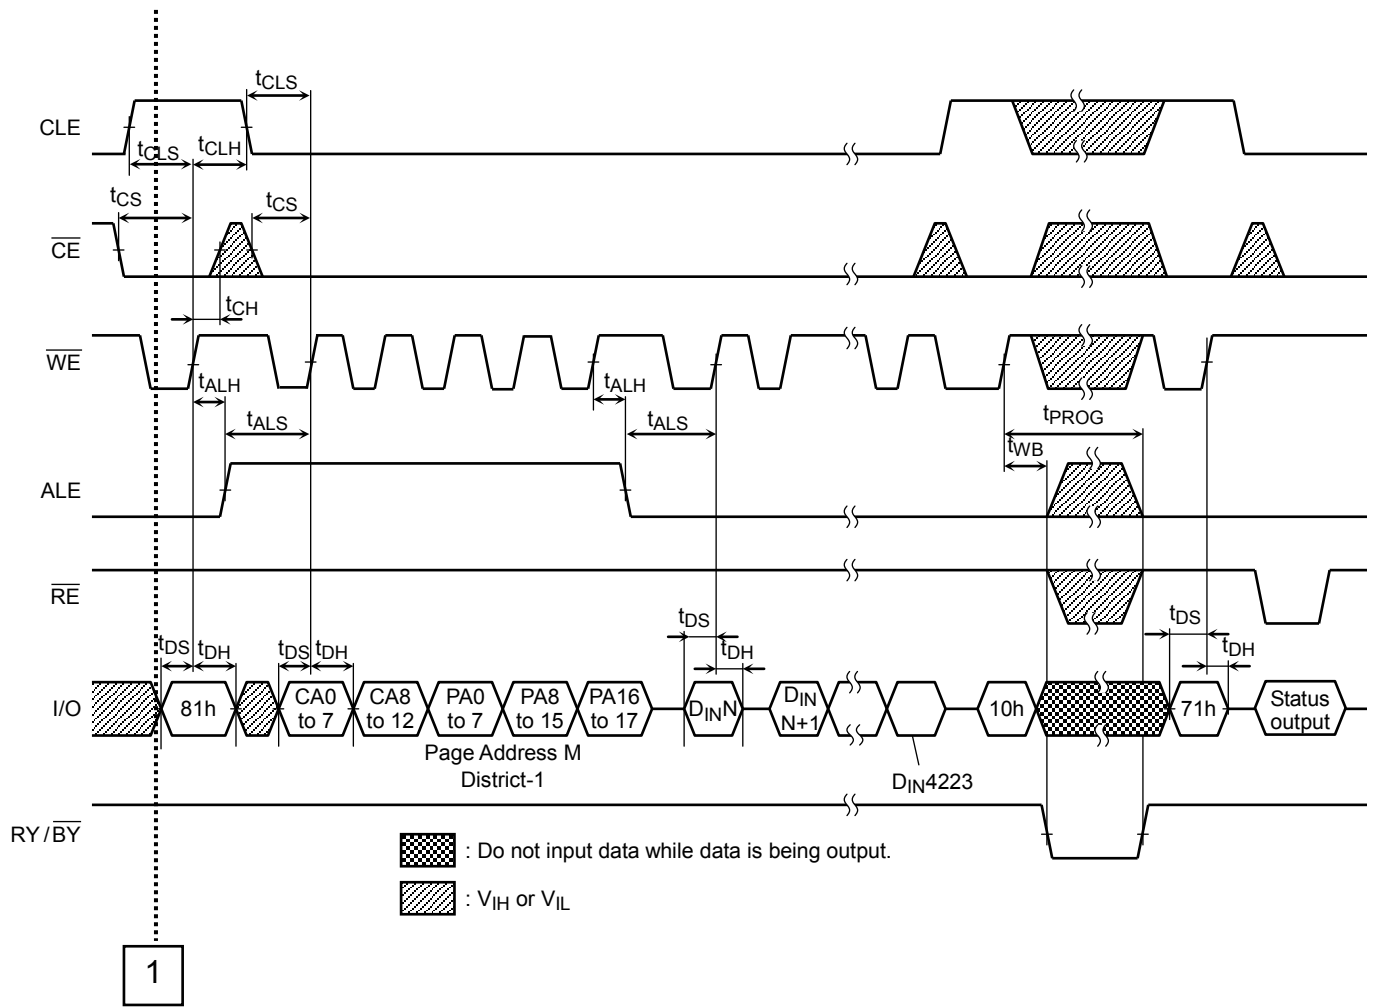 tCLS
CLE
tCLS tCLH
tCS tCS
CE
tCH
WE
tALH tALH
tALS tALS tPROG
tWB
ALE
RE
tDS tDH tDS tDH tDS tDH tDS tDH
I/O
81h
CA0 to 7
CA8 to 12
PA0 to 7
PA8 to 15
PA16 to 17
DINN
DIN N+1
10h
71h
Status output
Page Address M
District-1
DIN4223
RY/BY
: Do not input data while data is being output.
: VIH or VIL
1